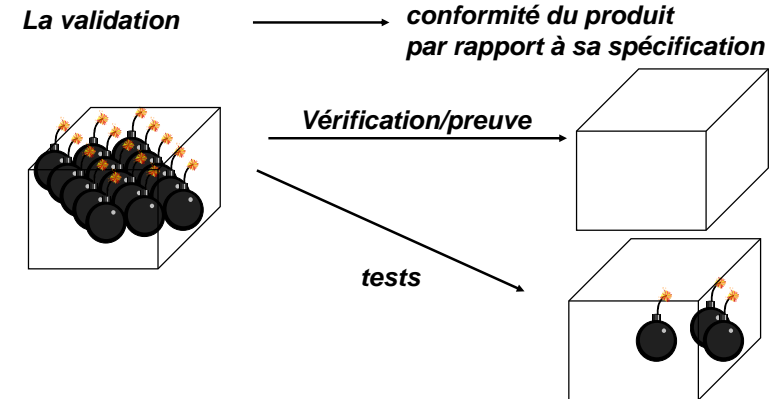 La validation
conformité du produit
par rapport à sa spécification
Vérification/preuve
tests